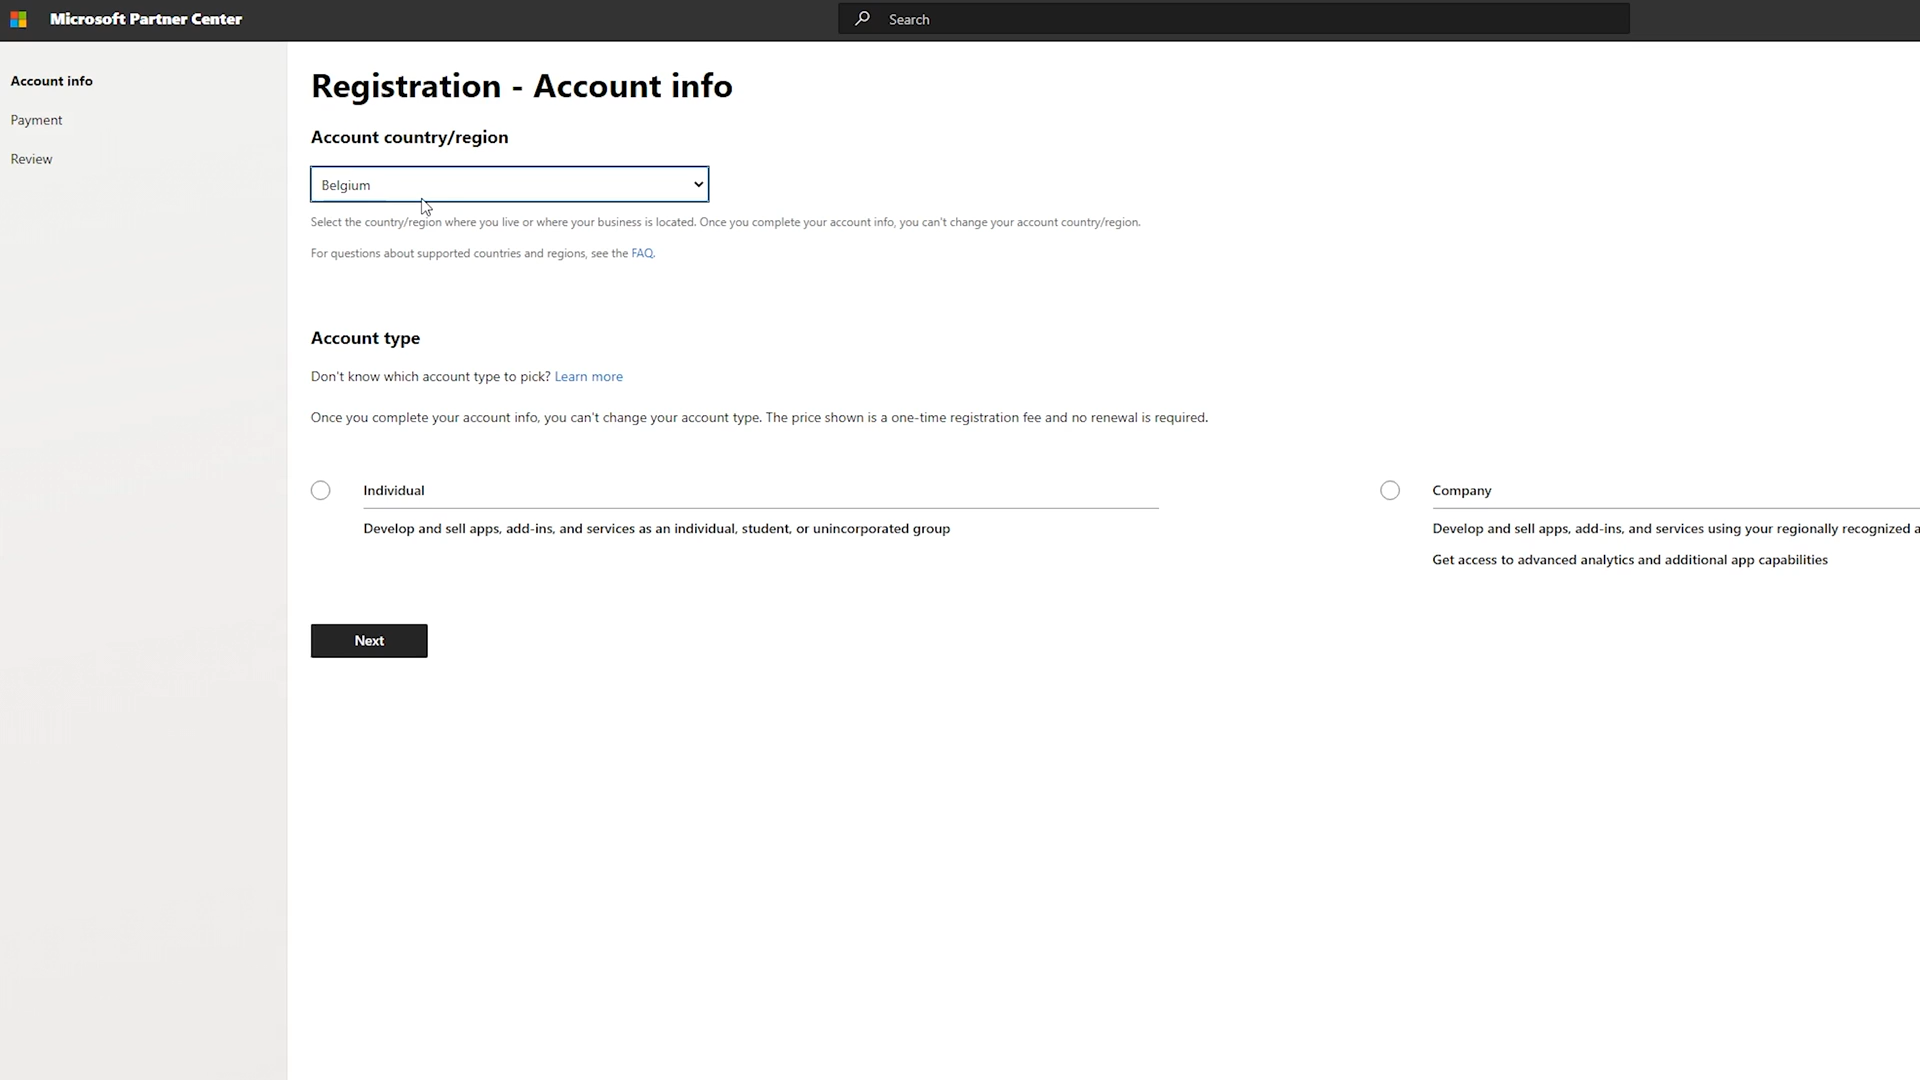 Microsoft Partner Center
Search
Account info
Payment
Review
Registration - Account info
Account country/region
Belgium
Select the country/region where you live or where your business is located. Once you complete your account info, you can't change your account country/region.
For questions about supported countries and regions, see the FAQ.
Account type
Don't know which account type to pick? Learn more
Once you complete your account info, you can't change your account type. The price shown is a one-time registration fee and no renewal is required.
Individual
Develop and sell apps, add-ins, and services as an individual, student, or unincorporated group
Company
Develop and sell apps, add-ins, and services using your regionally recognized a
Get access to advanced analytics and additional app capabilities
Next